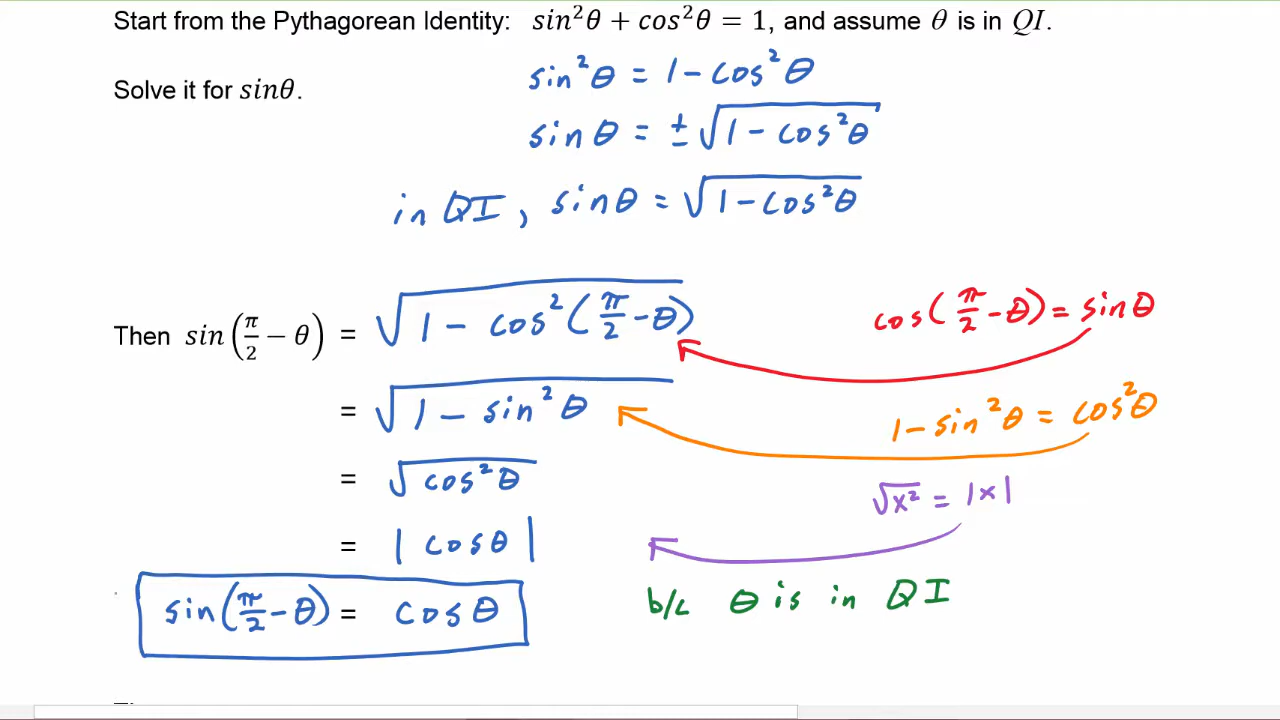 Start from the Pythagorean Identity: sin²θ + cos²θ = 1, and assume θ is in QI.
sin²θ = 1 - cos²θ
Solve it for sinθ.
sin θ = ± √(1 - cos²θ)
in QI, sinθ = √(1 - cos²θ)
Then sin(π/2 − θ) = √(1 - cos²(π/2 - θ))
cos(π/2 - θ) = sinθ
= √(1 - sin²θ)
1 - sin²θ = cos²θ
= √(cos²θ)
√(x²) = |x|
= | cosθ |
sin(π/2 - θ) = cosθ
b/c θ is in QI